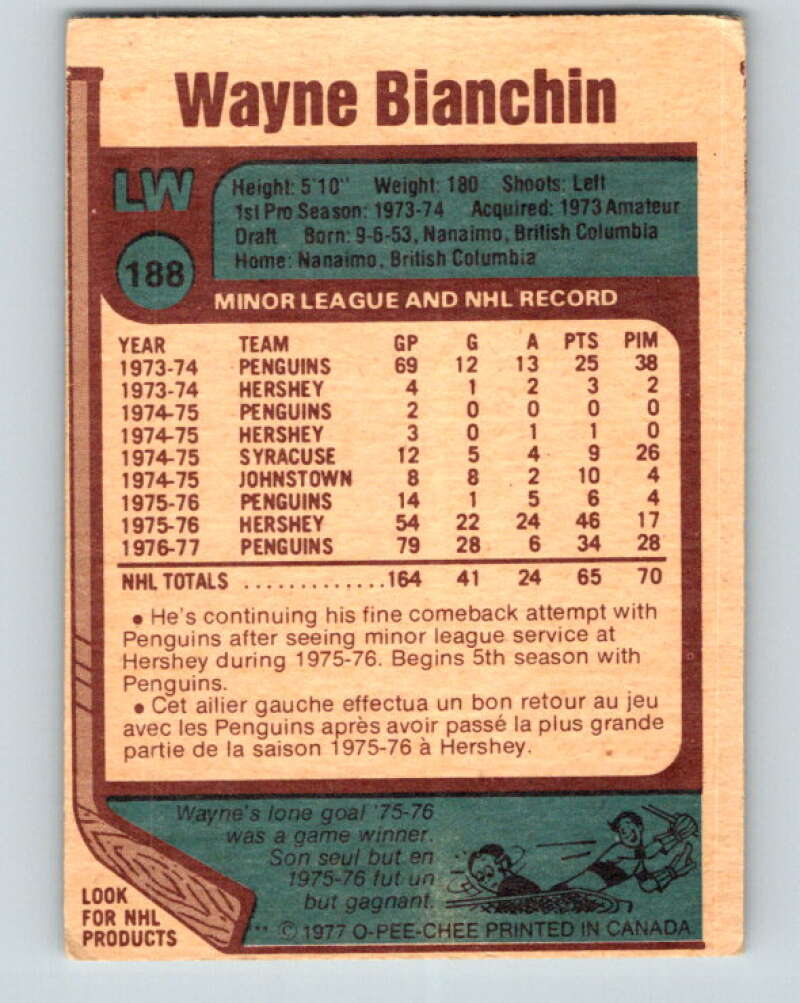 Wayne Bianchin
LW
Height: 5'10" Weight: 180 Shoots: Left
1st Pro Season: 1973-74 Acquired: 1973 Amateur
Draft Born: 9-6-53, Nanaimo, British Columbia
Home: Nanaimo, British Columbia
188
MINOR LEAGUE AND NHL RECORD
YEAR TEAM GP G A PTS PIM
1973-74 PENGUINS 69 12 13 25 38
1973-74 HERSHEY 4 1 2 3 2
1974-75 PENGUINS 2 0 0 0 0
1974-75 HERSHEY 3 0 1 1 0
1974-75 SYRACUSE 12 5 4 9 26
1974-75 JOHNSTOWN 8 8 2 10 4
1975-76 PENGUINS 14 1 5 6 4
1975-76 HERSHEY 54 22 24 46 17
1976-77 PENGUINS 79 28 6 34 28
NHL TOTALS .............164 41 24 65 70
• He's continuing his fine comeback attempt with
Penguins after seeing minor league service at
Hershey during 1975-76. Begins 5th season with
Penguins.
• Cet ailier gauche effectua un bon retour au jeu
avec les Penguins après avoir passé la plus grande
partie de la saison 1975-76 à Hershey.
Wayne's lone goal '75-76
was a game winner.
Son seul but en
1975-76 fut un
but gagnant.
LOOK
FOR NHL
PRODUCTS
** © 1977 O-PEE-CHEE PRINTED IN CANADA